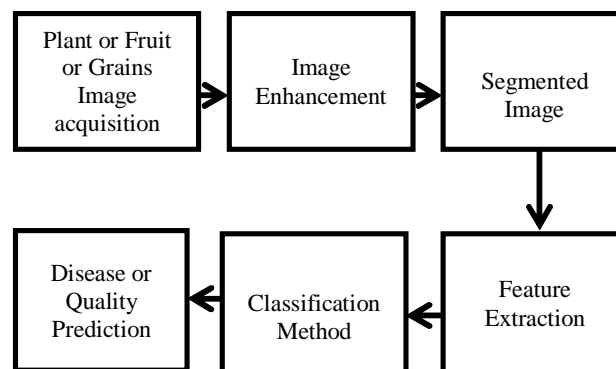 Plant or Fruit
or Grains
Image
acquisition
Image
Enhancement
Segmented
Image
Feature
Extraction
Classification
Method
Disease or
Quality
Prediction